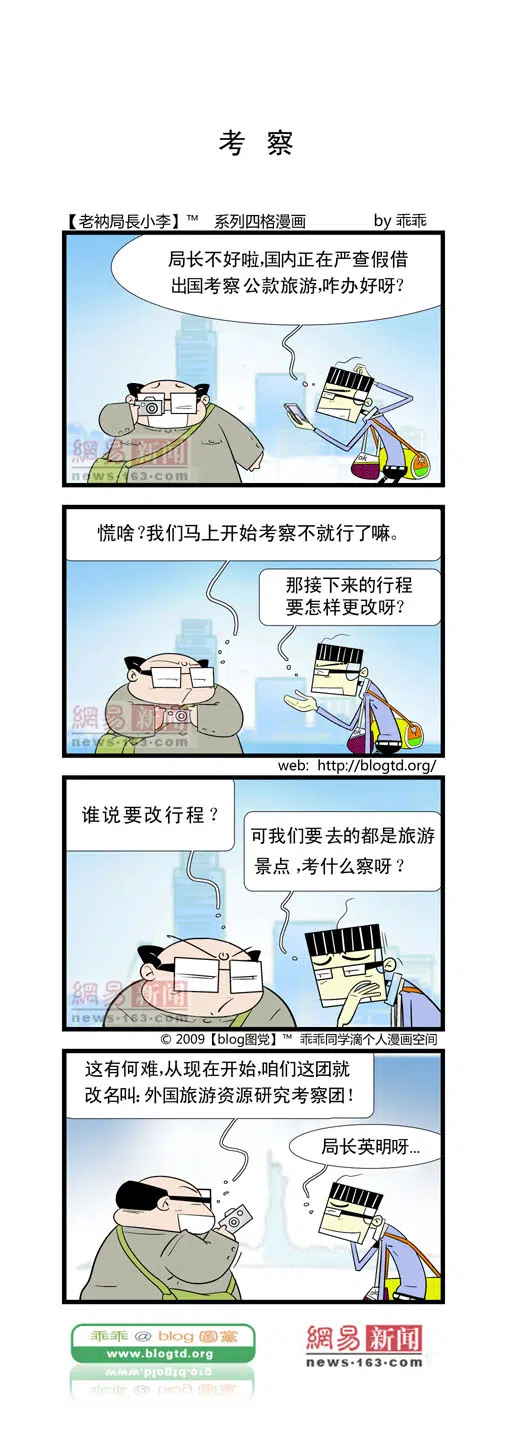 考 察
【老衲局長小李】™ 系列四格漫画 by 乖乖
局长不好啦,国内正在严查假借
出国考察公款旅游,咋办好呀?
網易新闻
news·163·com
慌啥?我们马上开始考察不就行了嘛。
那接下来的行程
要怎样更改呀?
網易新闻
news·163·com
web: http://blogtd.org/
谁说要改行程?
可我们要去的都是旅游
景点,考什么察呀?
網易新闻
news·163·com
© 2009【blog图党】™ 乖乖同学滴个人漫画空间
这有何难,从现在开始,咱们这团就
改名叫:外国旅游资源研究考察团!
局长英明呀...
乖乖@blog圖黨
www.blogtd.org
網易新闻
news·163·com